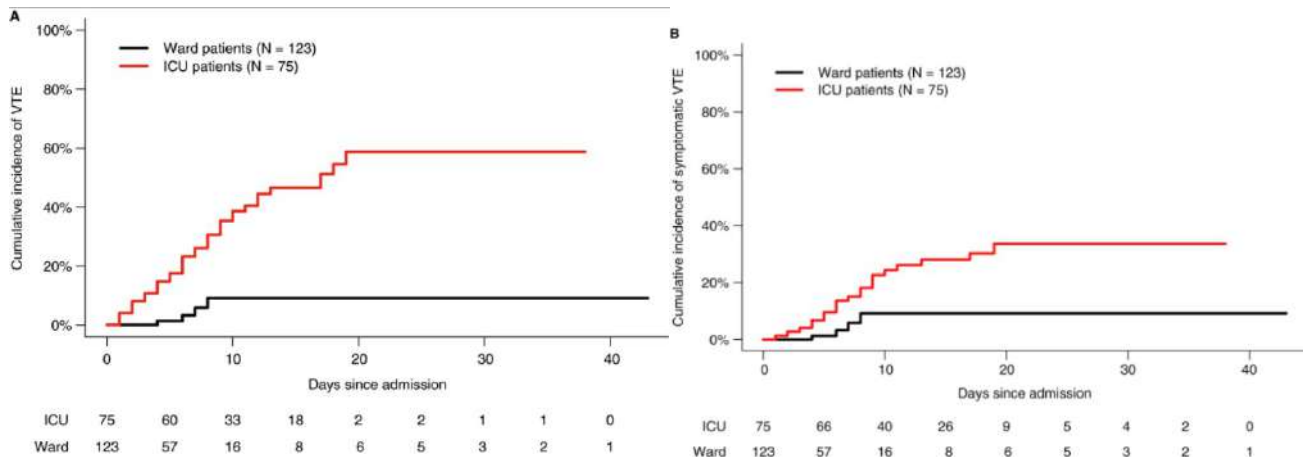 A
100%
80%
60%
40%
20%
0%
Cumulative incidence of VTE
Ward patients (N = 123)
ICU patients (N = 75)
0 10 20 30 40
Days since admission
ICU 75 60 33 18 2 2 1 1 0
Ward 123 57 16 8 6 5 3 2 1
B
100%
80%
60%
40%
20%
0%
Cumulative incidence of symptomatic VTE
Ward patients (N = 123)
ICU patients (N = 75)
0 10 20 30 40
Days since admission
ICU 75 66 40 26 9 5 4 2 0
Ward 123 57 16 8 6 5 3 2 1